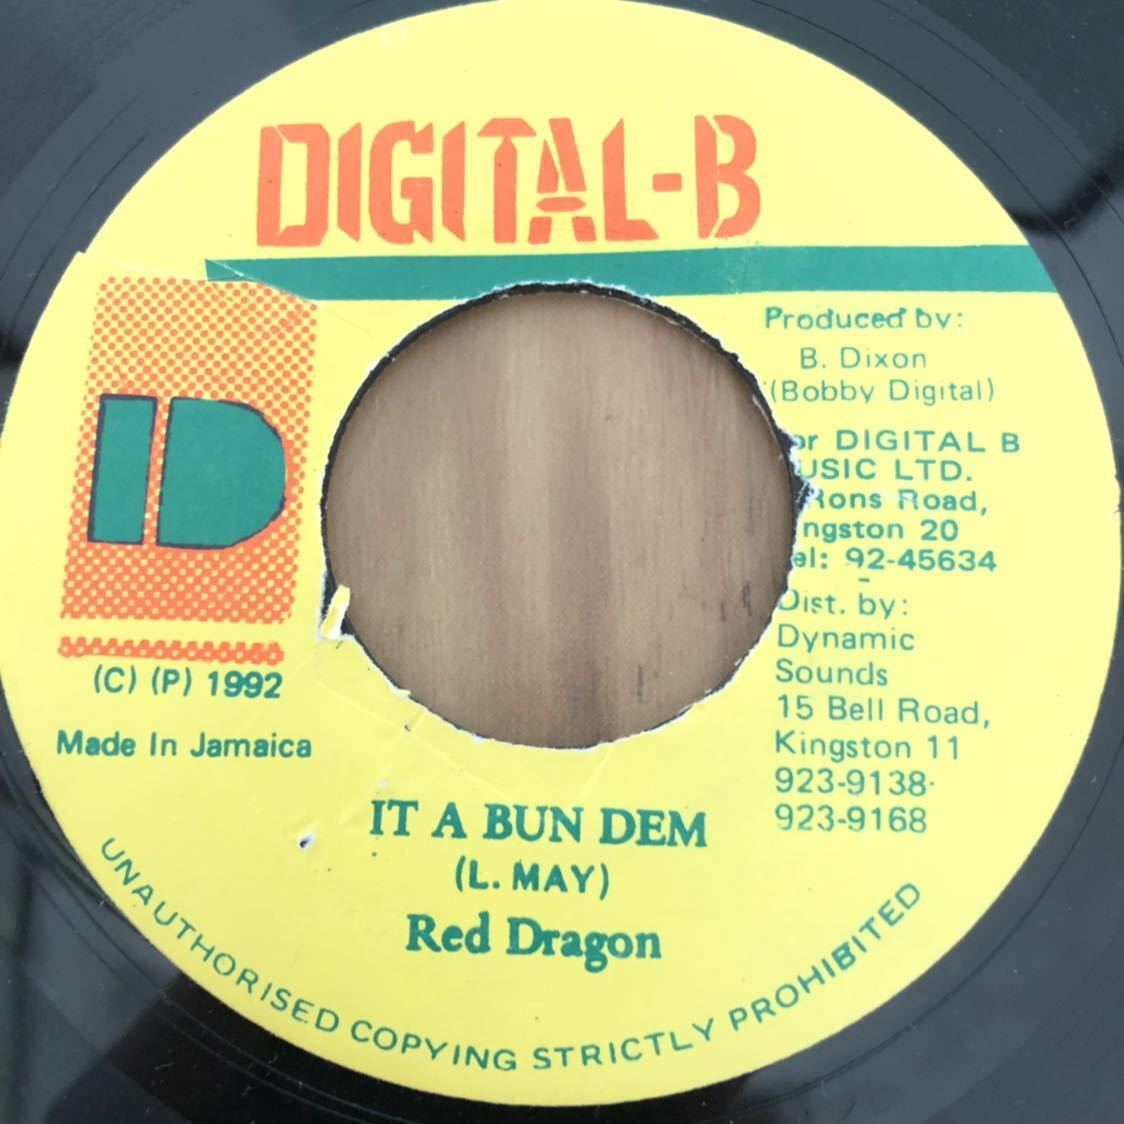 DIGITAL-B
ID
(C) (P) 1992
Made In Jamaica
Produced by:
B. Dixon
(Bobby Digital)
DIGITAL B
LTD.
Road,
20
92-45634
Dist. by:
Dynamic
Sounds
15 Bell Road,
Kingston 11
923-9138
923-9168
IT A BUN DEM
(L. MAY)
Red Dragon
UNAUTHORISED COPYING STRICTLY PROHIBITED